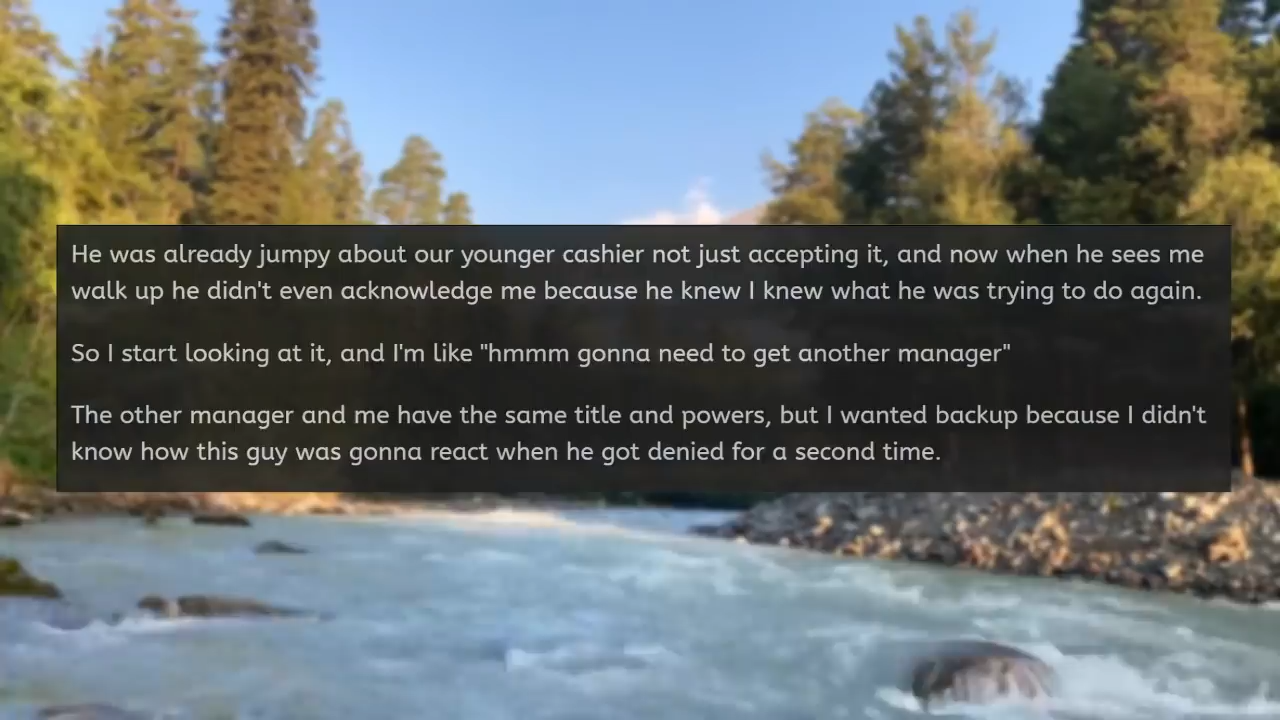 He was already jumpy about our younger cashier not just accepting it, and now when he sees me
walk up he didn't even acknowledge me because he knew I knew what he was trying to do again.
So I start looking at it, and I'm like "hmmm gonna need to get another manager"
The other manager and me have the same title and powers, but I wanted backup because I didn't
know how this guy was gonna react when he got denied for a second time.